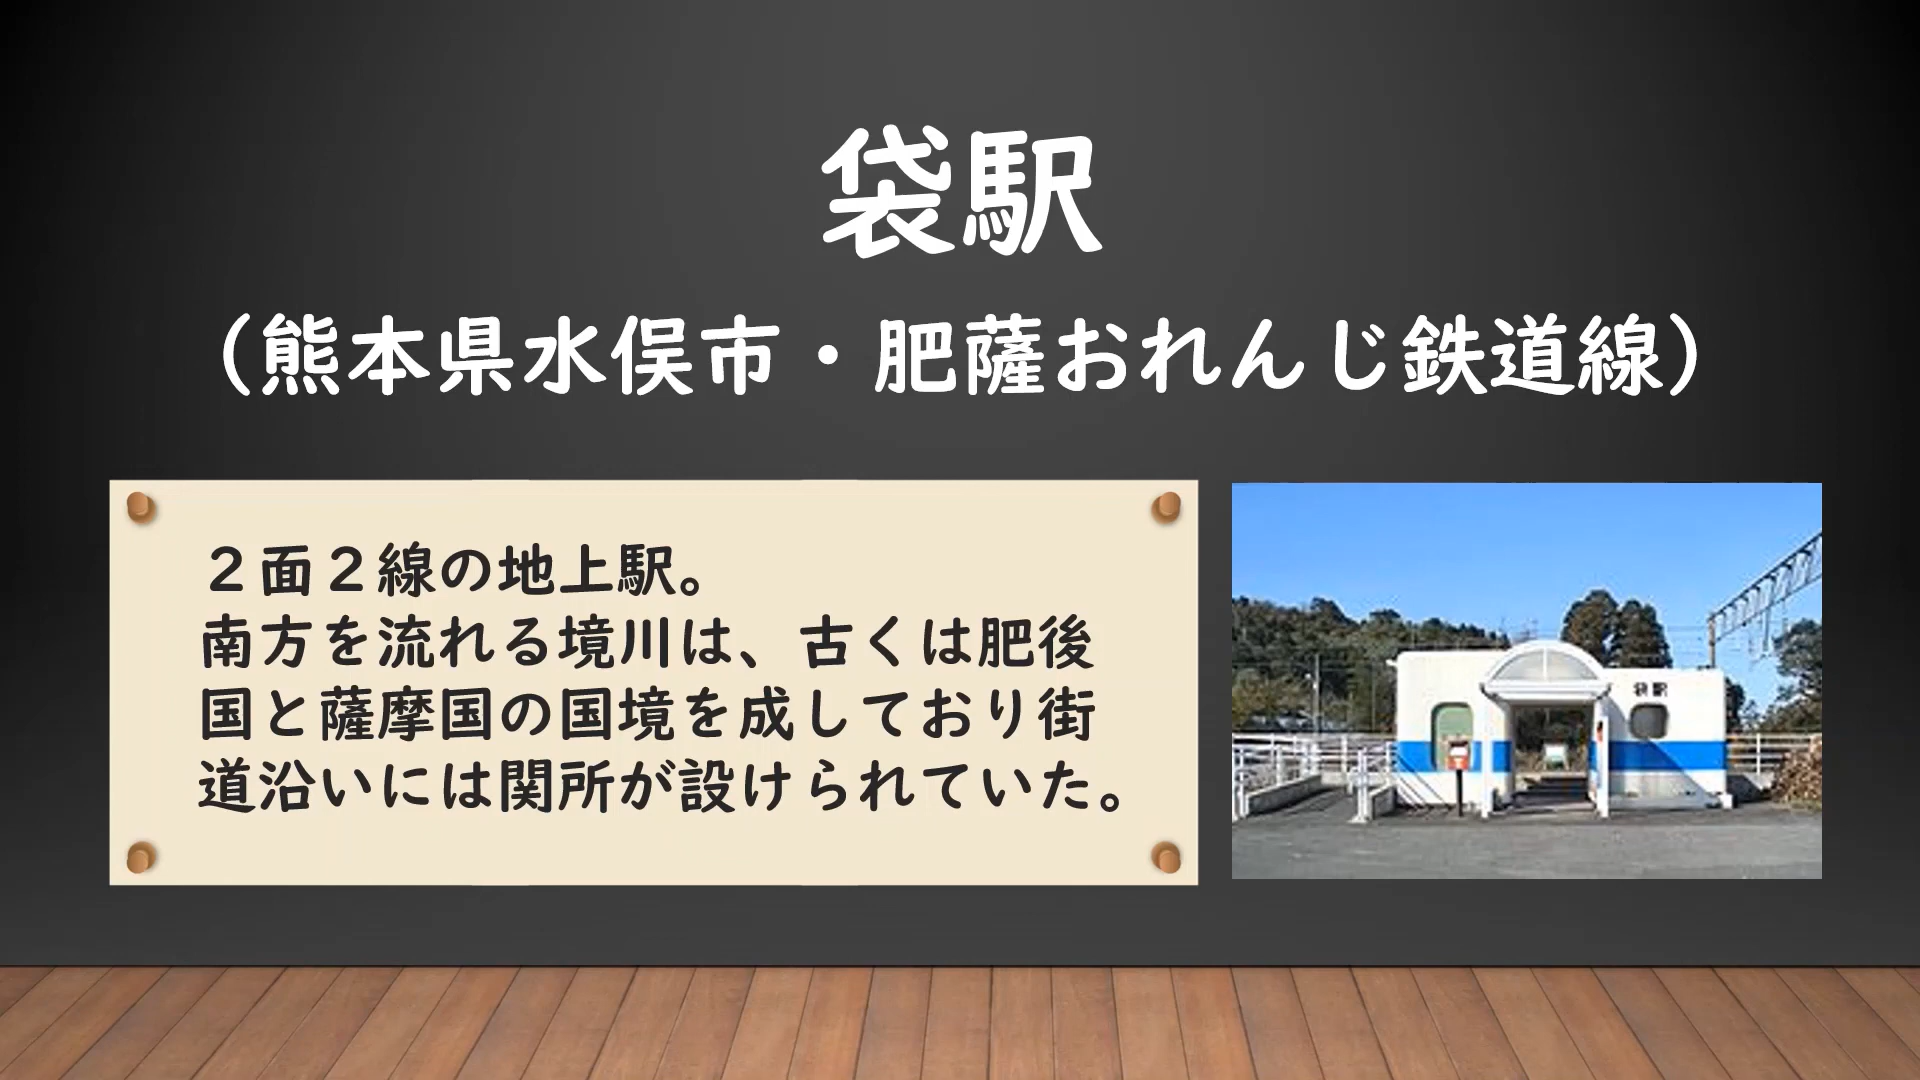 袋駅
（熊本県水俣市・肥薩おれんじ鉄道線）
２面２線の地上駅。
南方を流れる境川は、古くは肥後
国と薩摩国の国境を成しており街
道沿いには関所が設けられていた。
袋駅